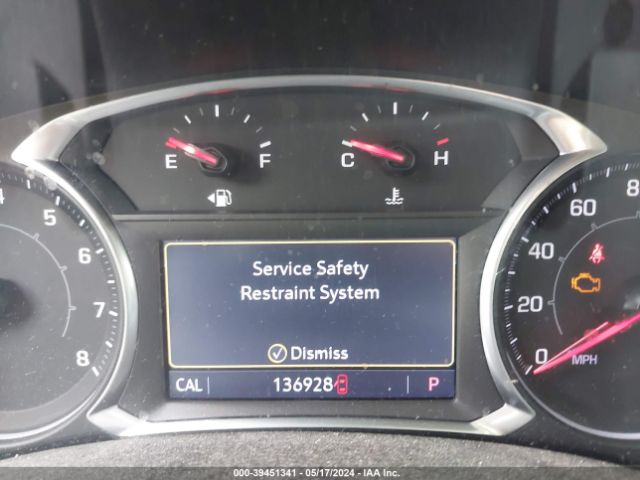 E F C H
4
5
6
7
8
Service Safety
Restraint System
Dismiss
CAL 136928 P
80
60
40
20
0
MPH
000-39451341 - 05/17/2024 - IAA Inc.